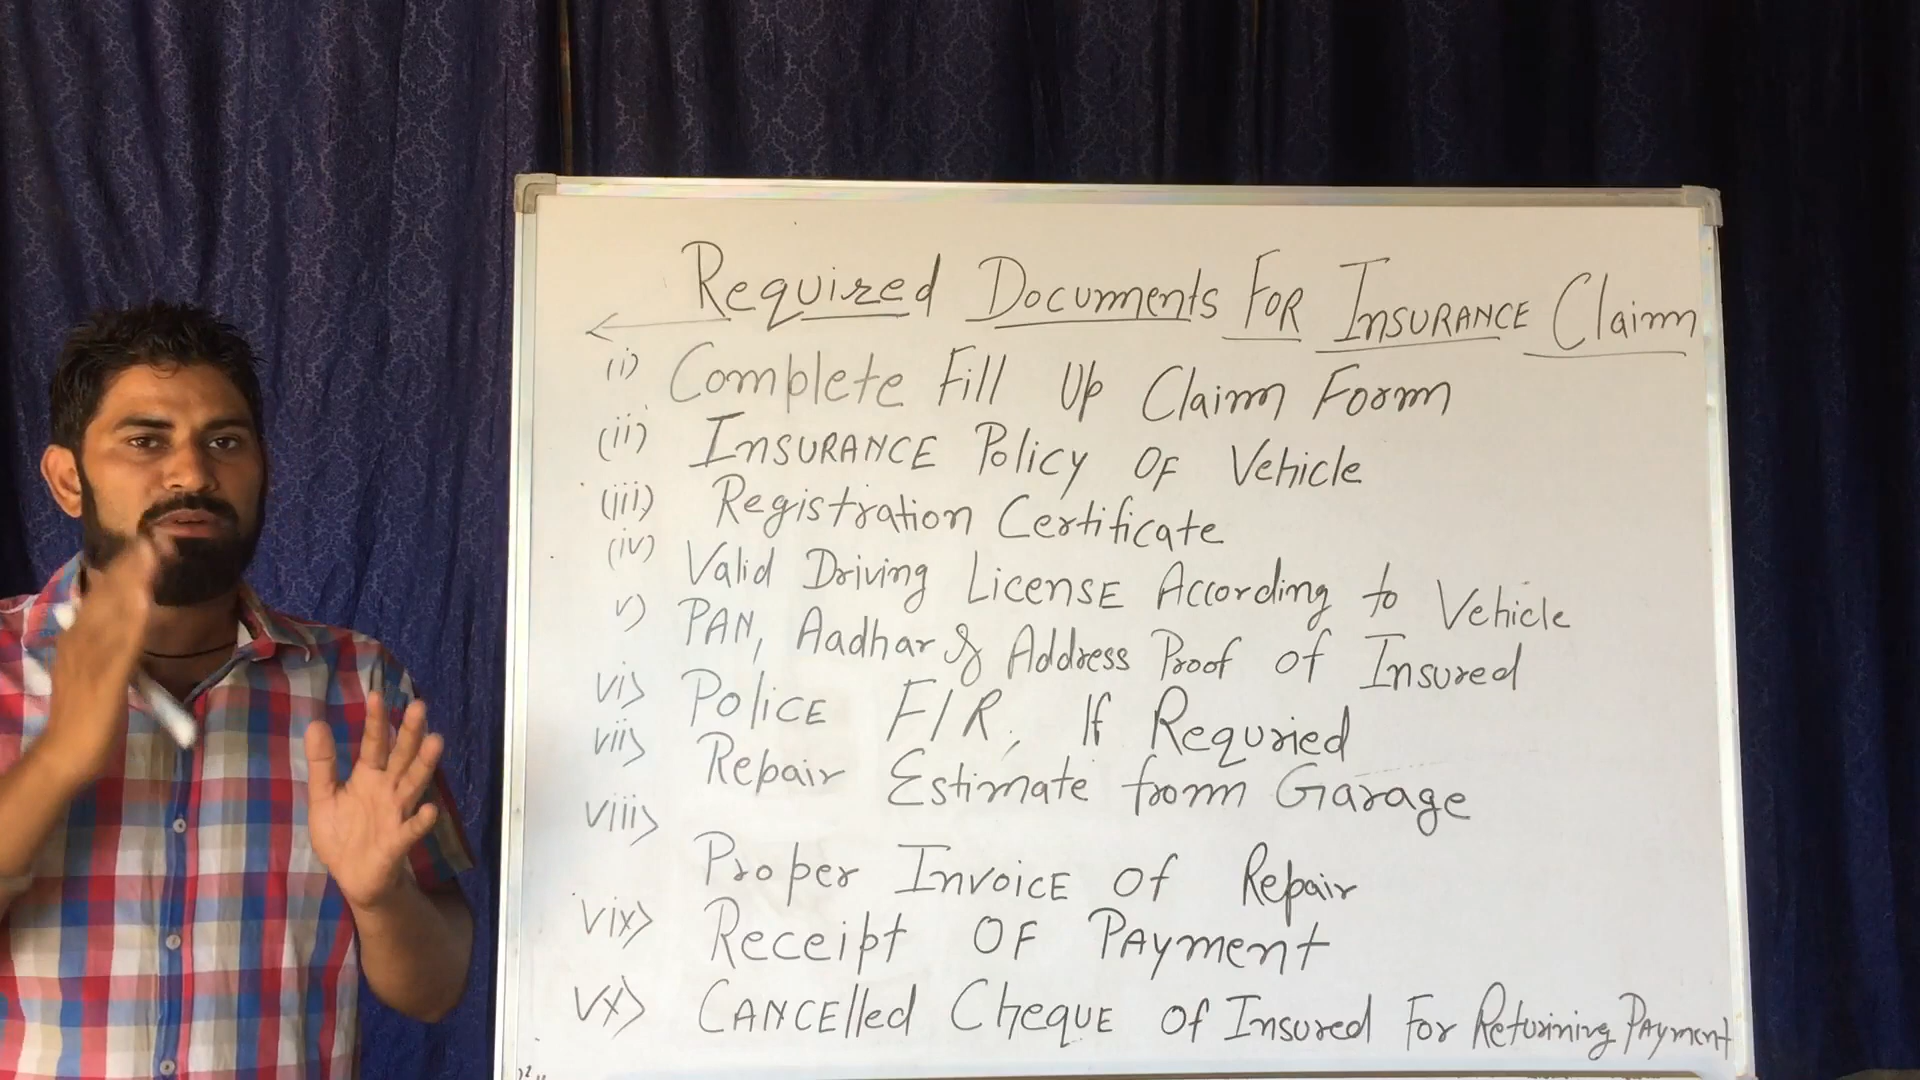 Required Documents FOR INSURANCE Claim
(i) Complete Fill Up Claim Form
(ii) INSURANCE Policy OF Vehicle
(iii) Registration Certificate
(iv) Valid Driving LicensE According to Vehicle
v) PAN, Aadhar & Address Proof of Insured
vi> PolicE F/R, If Requried
vii> Repair Estimate from Garage
viii>
Proper InvoicE Of Repair
vix> Receipt OF PAyment
vx> CANCElled ChequE Of Insured For Returining PAyment